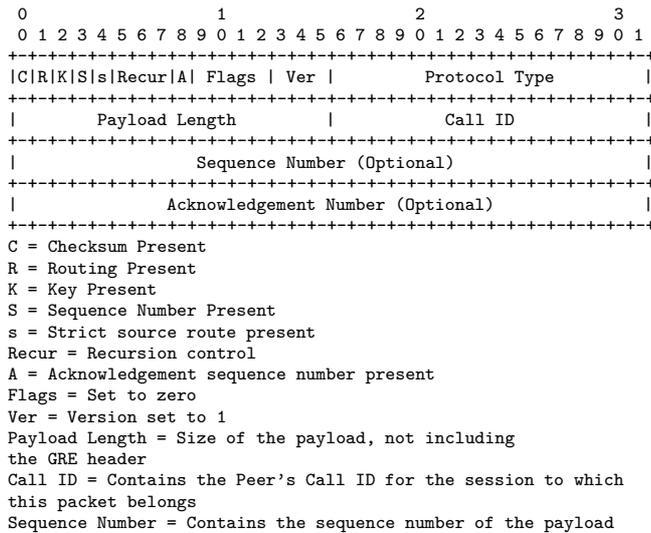 0                   1                   2                   3
0 1 2 3 4 5 6 7 8 9 0 1 2 3 4 5 6 7 8 9 0 1 2 3 4 5 6 7 8 9 0 1
+-+-+-+-+-+-+-+-+-+-+-+-+-+-+-+-+-+-+-+-+-+-+-+-+-+-+-+-+-+-+-+-
|C|R|K|S|s|Recur|A| Flags | Ver |         Protocol Type         |
+-+-+-+-+-+-+-+-+-+-+-+-+-+-+-+-+-+-+-+-+-+-+-+-+-+-+-+-+-+-+-+-
|        Payload Length         |           Call ID             |
+-+-+-+-+-+-+-+-+-+-+-+-+-+-+-+-+-+-+-+-+-+-+-+-+-+-+-+-+-+-+-+-
|                  Sequence Number (Optional)                   |
+-+-+-+-+-+-+-+-+-+-+-+-+-+-+-+-+-+-+-+-+-+-+-+-+-+-+-+-+-+-+-+-
|               Acknowledgement Number (Optional)               |
+-+-+-+-+-+-+-+-+-+-+-+-+-+-+-+-+-+-+-+-+-+-+-+-+-+-+-+-+-+-+-+-
C = Checksum Present
R = Routing Present
K = Key Present
S = Sequence Number Present
s = Strict source route present
Recur = Recursion control
A = Acknowledgement sequence number present
Flags = Set to zero
Ver = Version set to 1
Payload Length = Size of the payload, not including
the GRE header
Call ID = Contains the Peer's Call ID for the session to which
this packet belongs
Sequence Number = Contains the sequence number of the payload